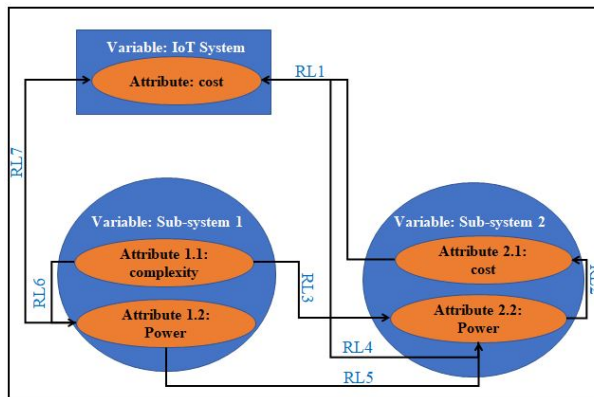 Variable: IoT System
Attribute: cost
RL1
RL7
Variable: Sub-system 1
Variable: Sub-system 2
Attribute 1.1:
complexity
Attribute 2.1:
cost
RL6
RL3
RL2
Attribute 1.2:
Power
Attribute 2.2:
Power
RL4
RL5